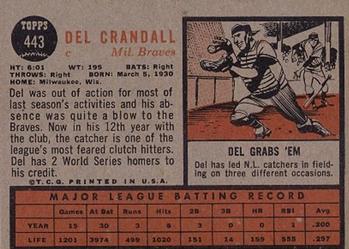 TOPPS
443
DEL CRANDALL
c Mil. Braves
HT: 6:01 WT: 195 BATS: Right
THROWS: Right BORN: March 5, 1930
HOME: Milwaukee, Wis.
Del was out of action for most of
last season's activities and his ab-
sence was quite a blow to the
Braves. Now in his 12th year with
the club, the catcher is one of the
league's most feared clutch hitters.
Del has 2 World Series homers to
his credit.
©T.C.G. PRINTED IN U.S.A.
DEL GRABS 'EM
Del has led N.L. catchers in field-
ing on three different occasions.
MAJOR LEAGUE BATTING RECORD
Games At Bat Runs Hits 2B 3B HR RBI Avg.
YEAR 15 30 3 6 2 0 0 1 .200
LIFE 1201 3974 499 1020 151 14 159 555 .257